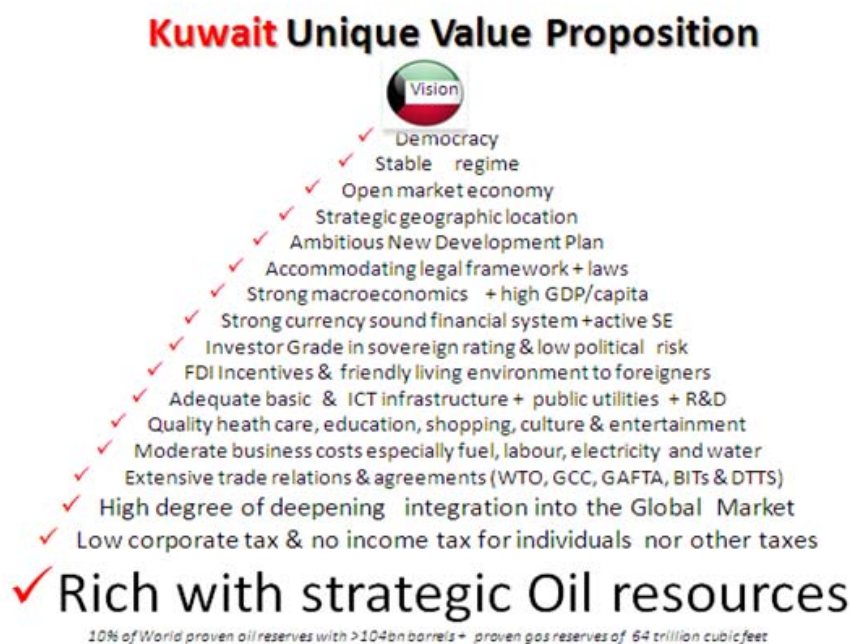 Kuwait Unique Value Proposition
Vision
Democracy
Stable regime
Open market economy
Strategic geographic location
Ambitious New Development Plan
Accommodating legal framework + laws
Strong macroeconomics + high GDP/capita
Strong currency sound financial system +active SE
Investor Grade in sovereign rating & low political risk
FDI Incentives & friendly living environment to foreigners
Adequate basic & ICT infrastructure + public utilities + R&D
Quality heath care, education, shopping, culture & entertainment
Moderate business costs especially fuel, labour, electricity and water
Extensive trade relations & agreements (WTO, GCC, GAFTA, BITs & DTTS)
High degree of deepening integration into the Global Market
Low corporate tax & no income tax for individuals nor other taxes
Rich with strategic Oil resources
10% of World proven oil reserves with >104bn barrels + proven gas reserves of 64 trillion cubic feet